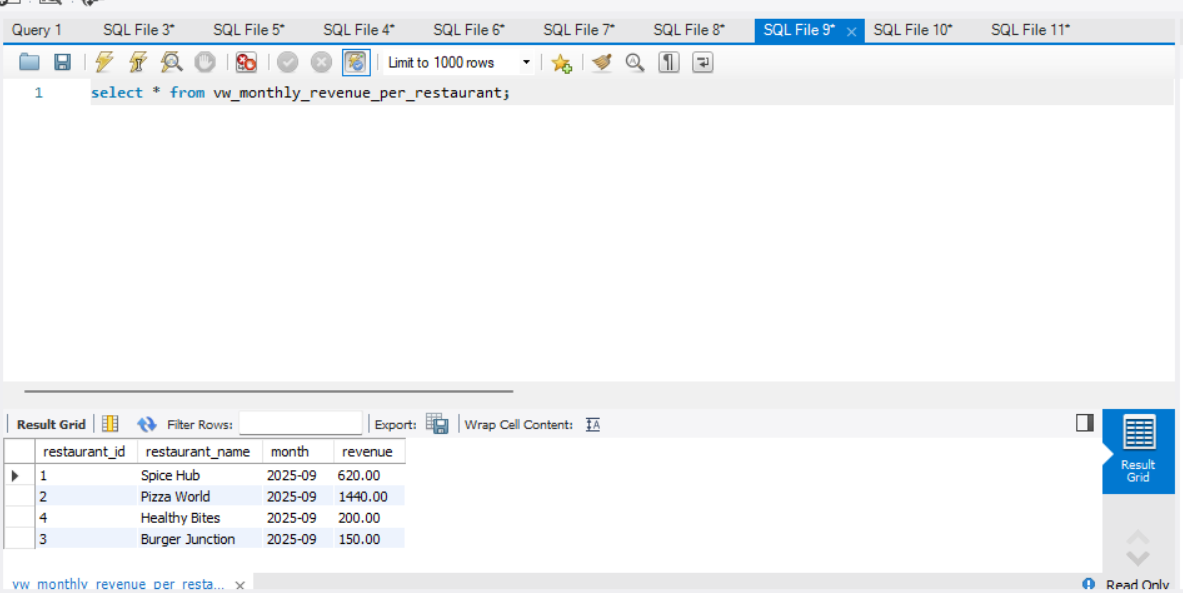 Query 1 SQL File 3* SQL File 5* SQL File 4* SQL File 6* SQL File 7* SQL File 8* SQL File 9* SQL File 10* SQL File 11*
Limit to 1000 rows
1 select * from vw_monthly_revenue_per_restaurant;
Result Grid Filter Rows: Export: Wrap Cell Content:
restaurant_id restaurant_name month revenue
1 Spice Hub 2025-09 620.00
2 Pizza World 2025-09 1440.00
4 Healthy Bites 2025-09 200.00
3 Burger Junction 2025-09 150.00
Result
Grid
vw_monthly_revenue_per_resta... Read Only